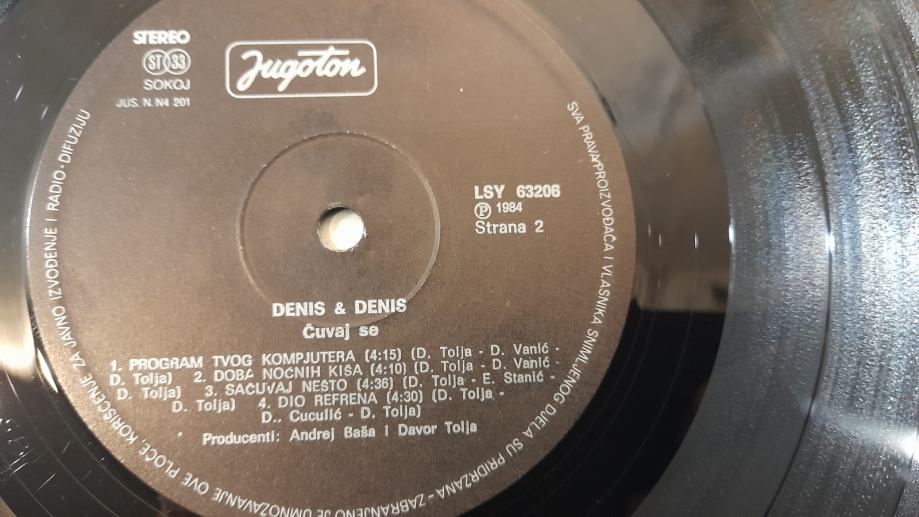 STEREO
ST 33
SOKOJ
JUS. N. N4 201
Jugoton
LSY 63206
Ⓟ 1984
Strana 2
DENIS & DENIS
Čuvaj se
1. PROGRAM TVOG KOMPJUTERA (4:15) (D. Tolja - D. Vanić -
D. Tolja) 2. DOBA NOĆNIH KIŠA (4:10) (D. Tolja - D. Vanić -
D. Tolja) 3. SAČUVAJ NEŠTO (4:36) (D. Tolja - E. Stanić -
D. Tolja) 4. DIO REFRENA (4:30) (D. Tolja -
D.. Cuculić - D. Tolja)
Producenti: Andrej Baša i Davor Tolja
SVA PRAVA PROIZVOĐAČA I VLASNIKA SNIMLJENOG DJELA SU PRIDRŽANA - ZABRANJENO JE UMNOŽAVANJE OVE PLOČE, KORIŠĆENJE ZA JAVNO IZVOĐENJE I RADIO-DIFUZIJU